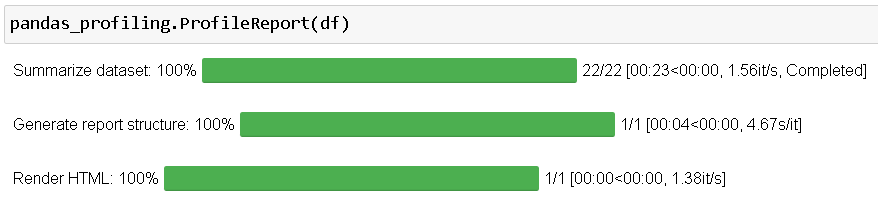 pandas_profiling.ProfileReport(df)
Summarize dataset: 100% 22/22 [00:23<00:00, 1.56it/s, Completed]
Generate report structure: 100% 1/1 [00:04<00:00, 4.67s/it]
Render HTML: 100% 1/1 [00:00<00:00, 1.38it/s]